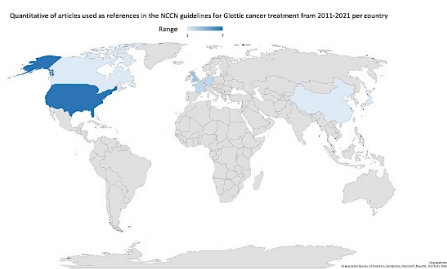 Quantitative of articles used as references in the NCCN guidelines for Glottic cancer treatment from 2011-2021 per country
Range
1 7